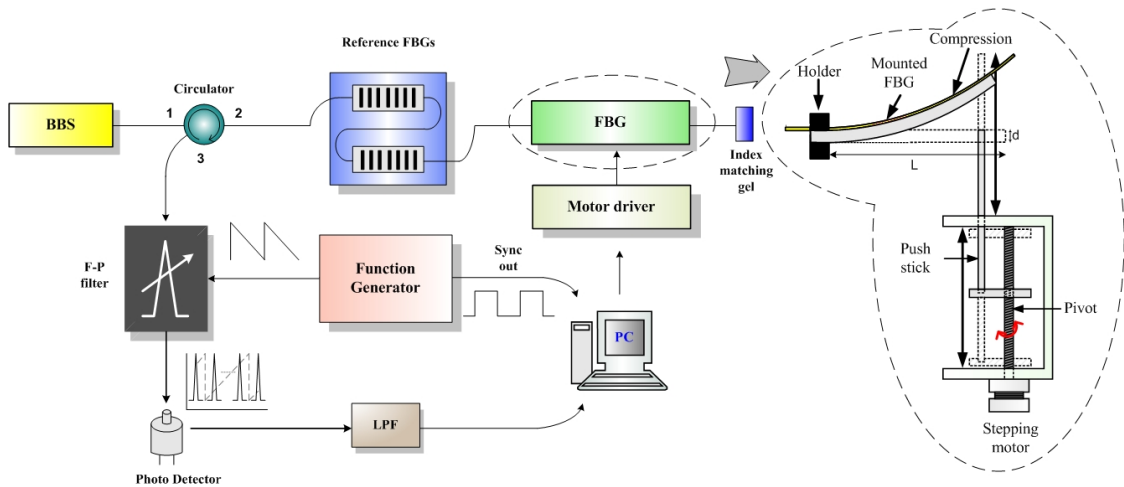 Reference FBGs
Circulator
1
2
3
BBS
FBG
Index
matching
gel
Motor driver
F-P
filter
Function
Generator
Sync
out
PC
LPF
Photo Detector
Holder
Mounted
FBG
Compression
d
L
Push
stick
Pivot
Stepping
motor